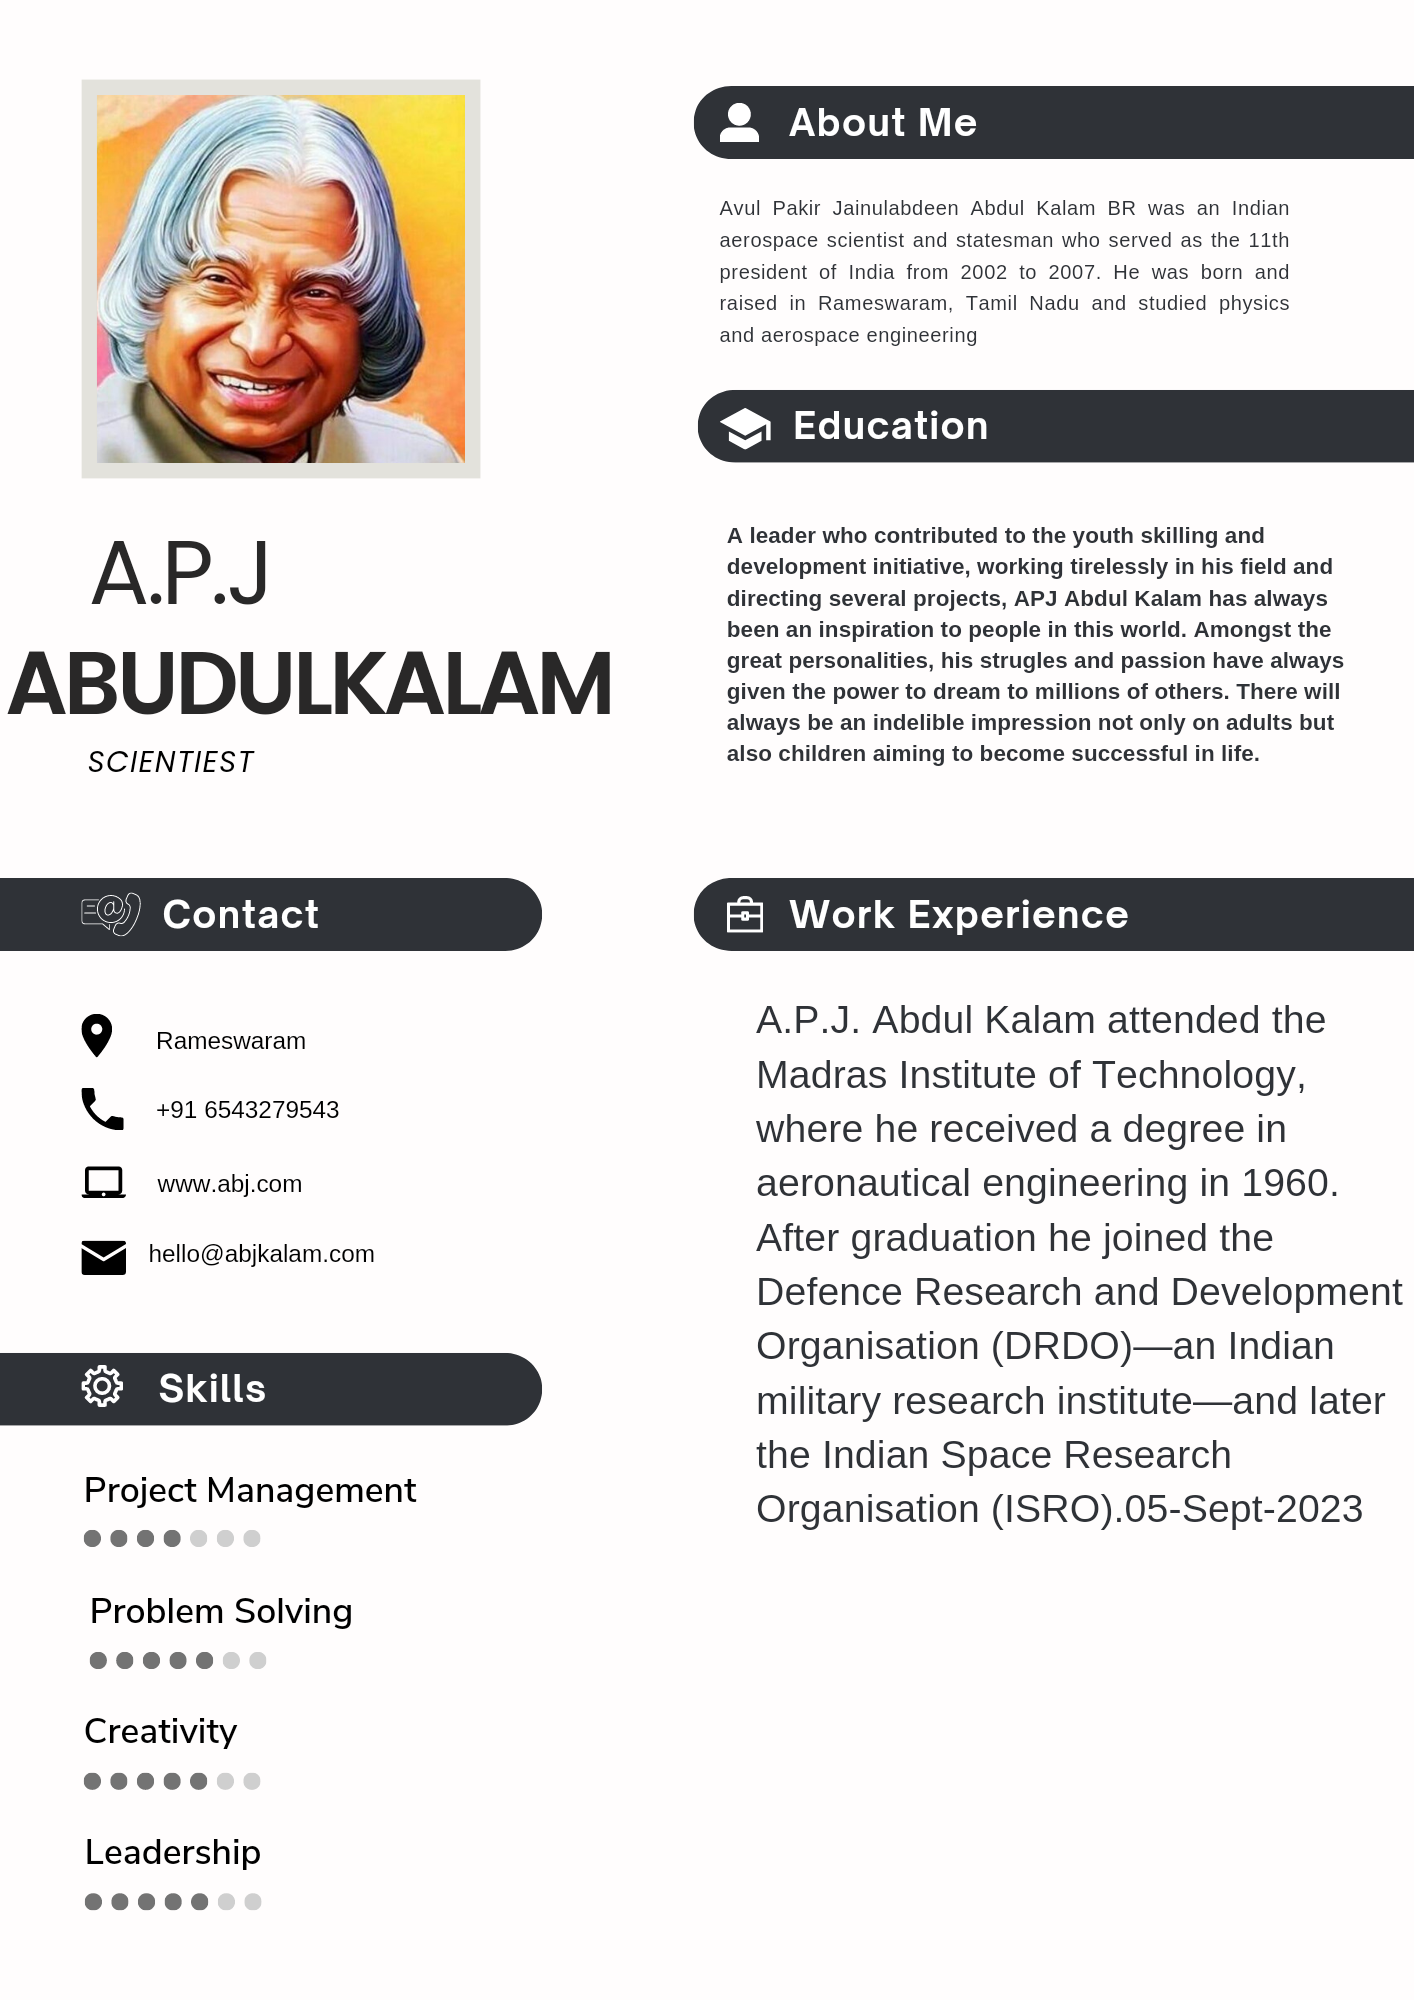 A.P.J
ABUDULKALAM
SCIENTIEST
Contact
Rameswaram
+91 6543279543
www.abj.com
hello@abjkalam.com
Skills
Project Management
Problem Solving
Creativity
Leadership
About Me
Avul Pakir Jainulabdeen Abdul Kalam BR was an Indian
aerospace scientist and statesman who served as the 11th
president of India from 2002 to 2007. He was born and
raised in Rameswaram, Tamil Nadu and studied physics
and aerospace engineering
Education
A leader who contributed to the youth skilling and
development initiative, working tirelessly in his field and
directing several projects, APJ Abdul Kalam has always
been an inspiration to people in this world. Amongst the
great personalities, his strugles and passion have always
given the power to dream to millions of others. There will
always be an indelible impression not only on adults but
also children aiming to become successful in life.
Work Experience
A.P.J. Abdul Kalam attended the
Madras Institute of Technology,
where he received a degree in
aeronautical engineering in 1960.
After graduation he joined the
Defence Research and Development
Organisation (DRDO)—an Indian
military research institute—and later
the Indian Space Research
Organisation (ISRO).05-Sept-2023